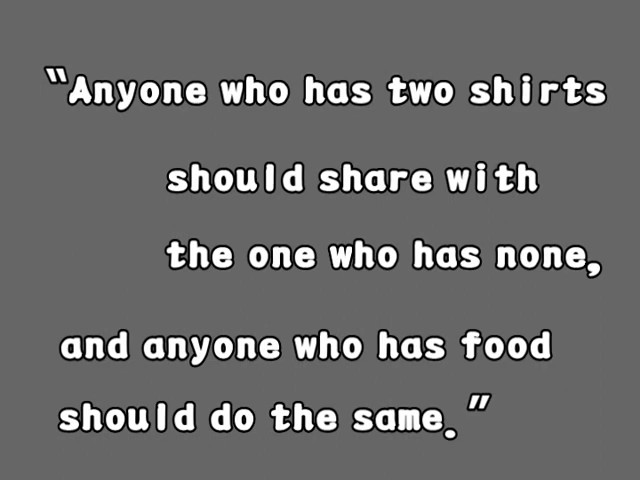 “Anyone who has two shirts
should share with
the one who has none,
and anyone who has food
should do the same.”